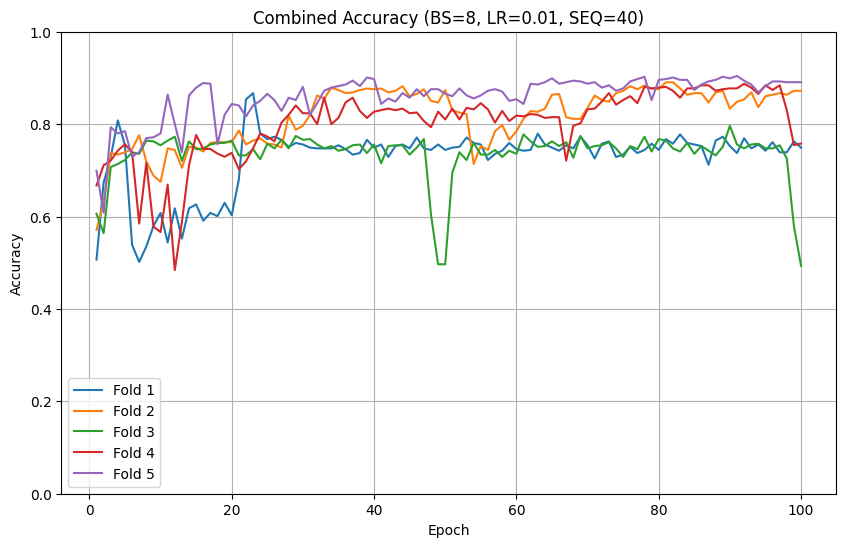 Combined Accuracy (BS=8, LR=0.01, SEQ=40)
1.0
0.8
0.6
0.4
0.2
0.0
Accuracy
Fold 1
Fold 2
Fold 3
Fold 4
Fold 5
0 20 40 60 80 100
Epoch